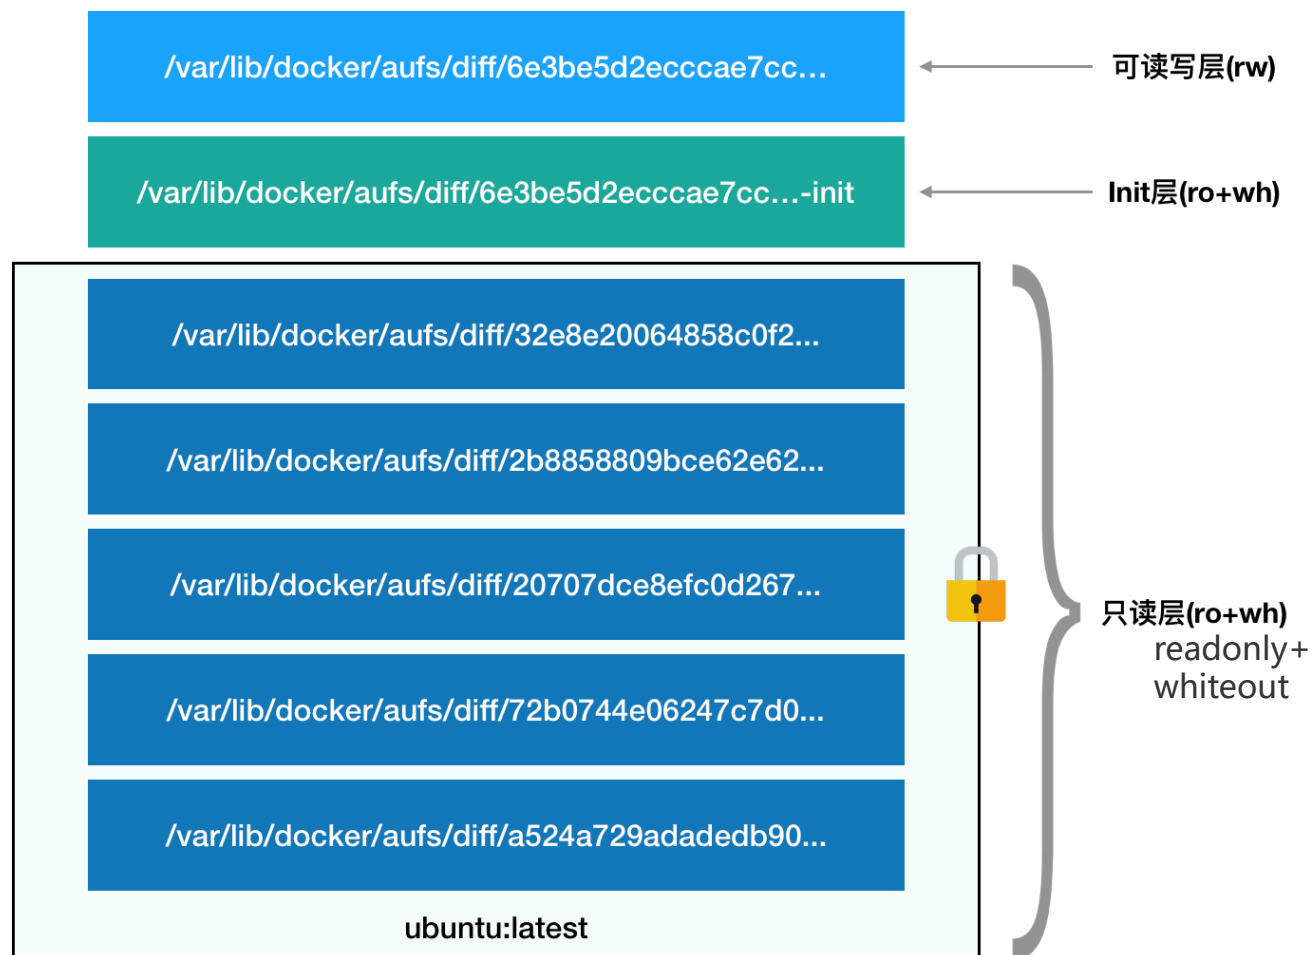 /var/lib/docker/aufs/diff/6e3be5d2ecccae7cc...
可读写层(rw)
/var/lib/docker/aufs/diff/6e3be5d2ecccae7cc...-init
Init层(ro+wh)
/var/lib/docker/aufs/diff/32e8e20064858c0f2...
/var/lib/docker/aufs/diff/2b8858809bce62e62...
/var/lib/docker/aufs/diff/20707dce8efc0d267...
只读层(ro+wh)
readonly+
whiteout
/var/lib/docker/aufs/diff/72b0744e06247c7d0...
/var/lib/docker/aufs/diff/a524a729adadedb90...
ubuntu:latest